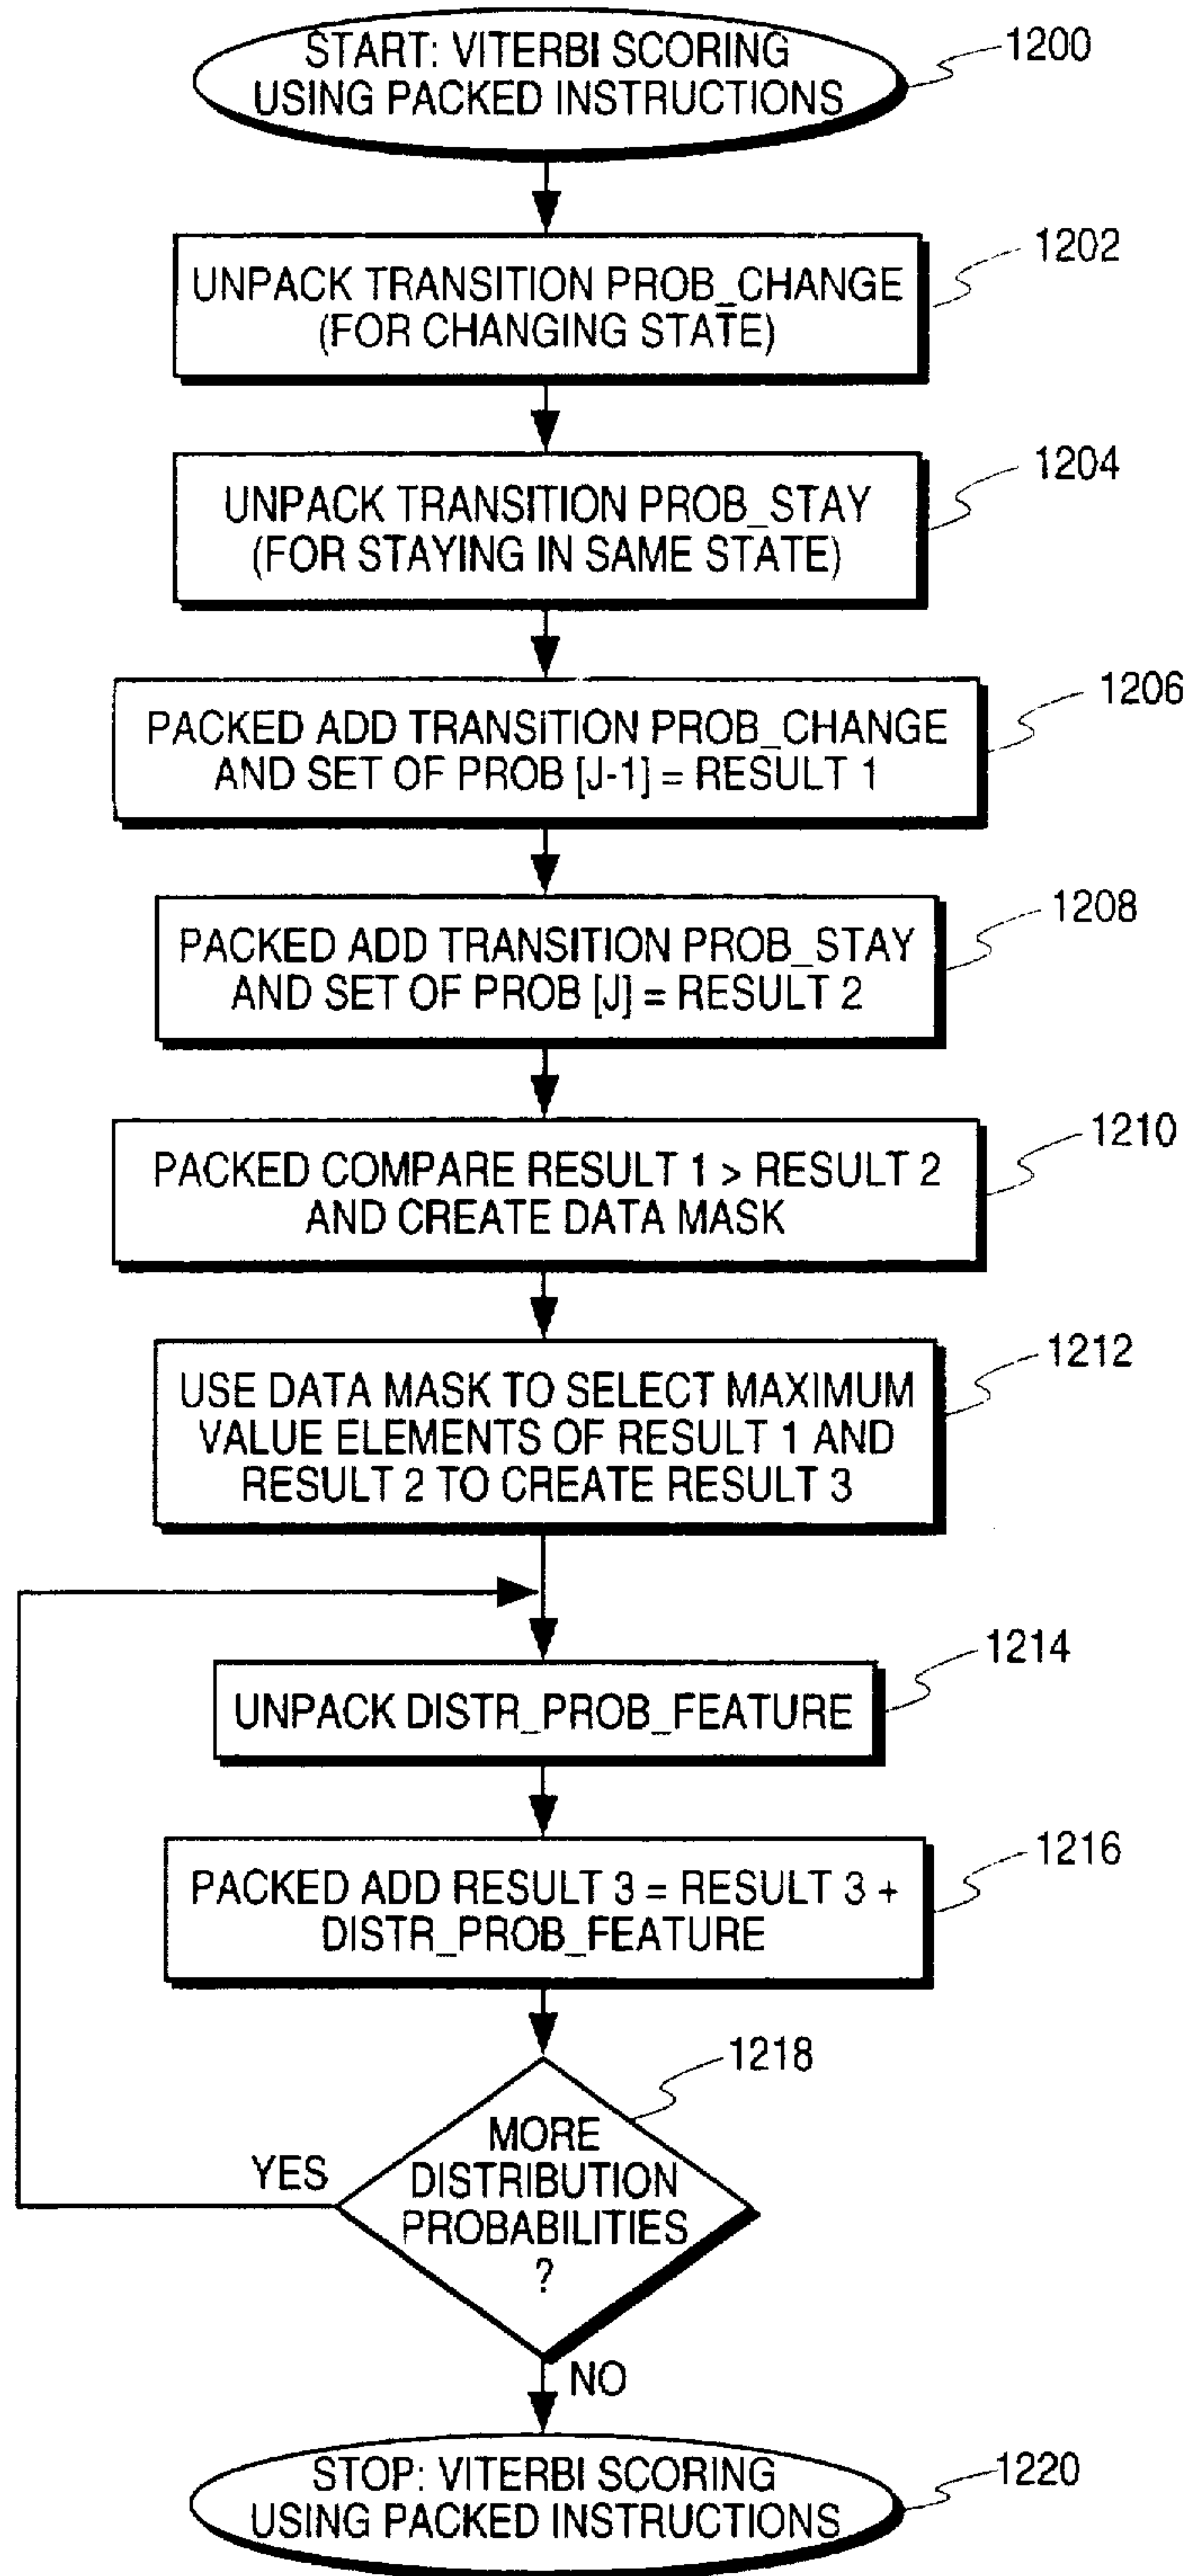 START: VITERBI SCORING
USING PACKED INSTRUCTIONS
1200
UNPACK TRANSITION PROB_CHANGE
(FOR CHANGING STATE)
1202
UNPACK TRANSITION PROB_STAY
(FOR STAYING IN SAME STATE)
1204
PACKED ADD TRANSITION PROB_CHANGE
AND SET OF PROB [J-1] = RESULT 1
1206
PACKED ADD TRANSITION PROB_STAY
AND SET OF PROB [J] = RESULT 2
1208
PACKED COMPARE RESULT 1 > RESULT 2
AND CREATE DATA MASK
1210
USE DATA MASK TO SELECT MAXIMUM
VALUE ELEMENTS OF RESULT 1 AND
RESULT 2 TO CREATE RESULT 3
1212
UNPACK DISTR_PROB_FEATURE
1214
PACKED ADD RESULT 3 = RESULT 3 +
DISTR_PROB_FEATURE
1216
MORE
DISTRIBUTION
PROBABILITIES
?
1218
YES
NO
STOP: VITERBI SCORING
USING PACKED INSTRUCTIONS
1220